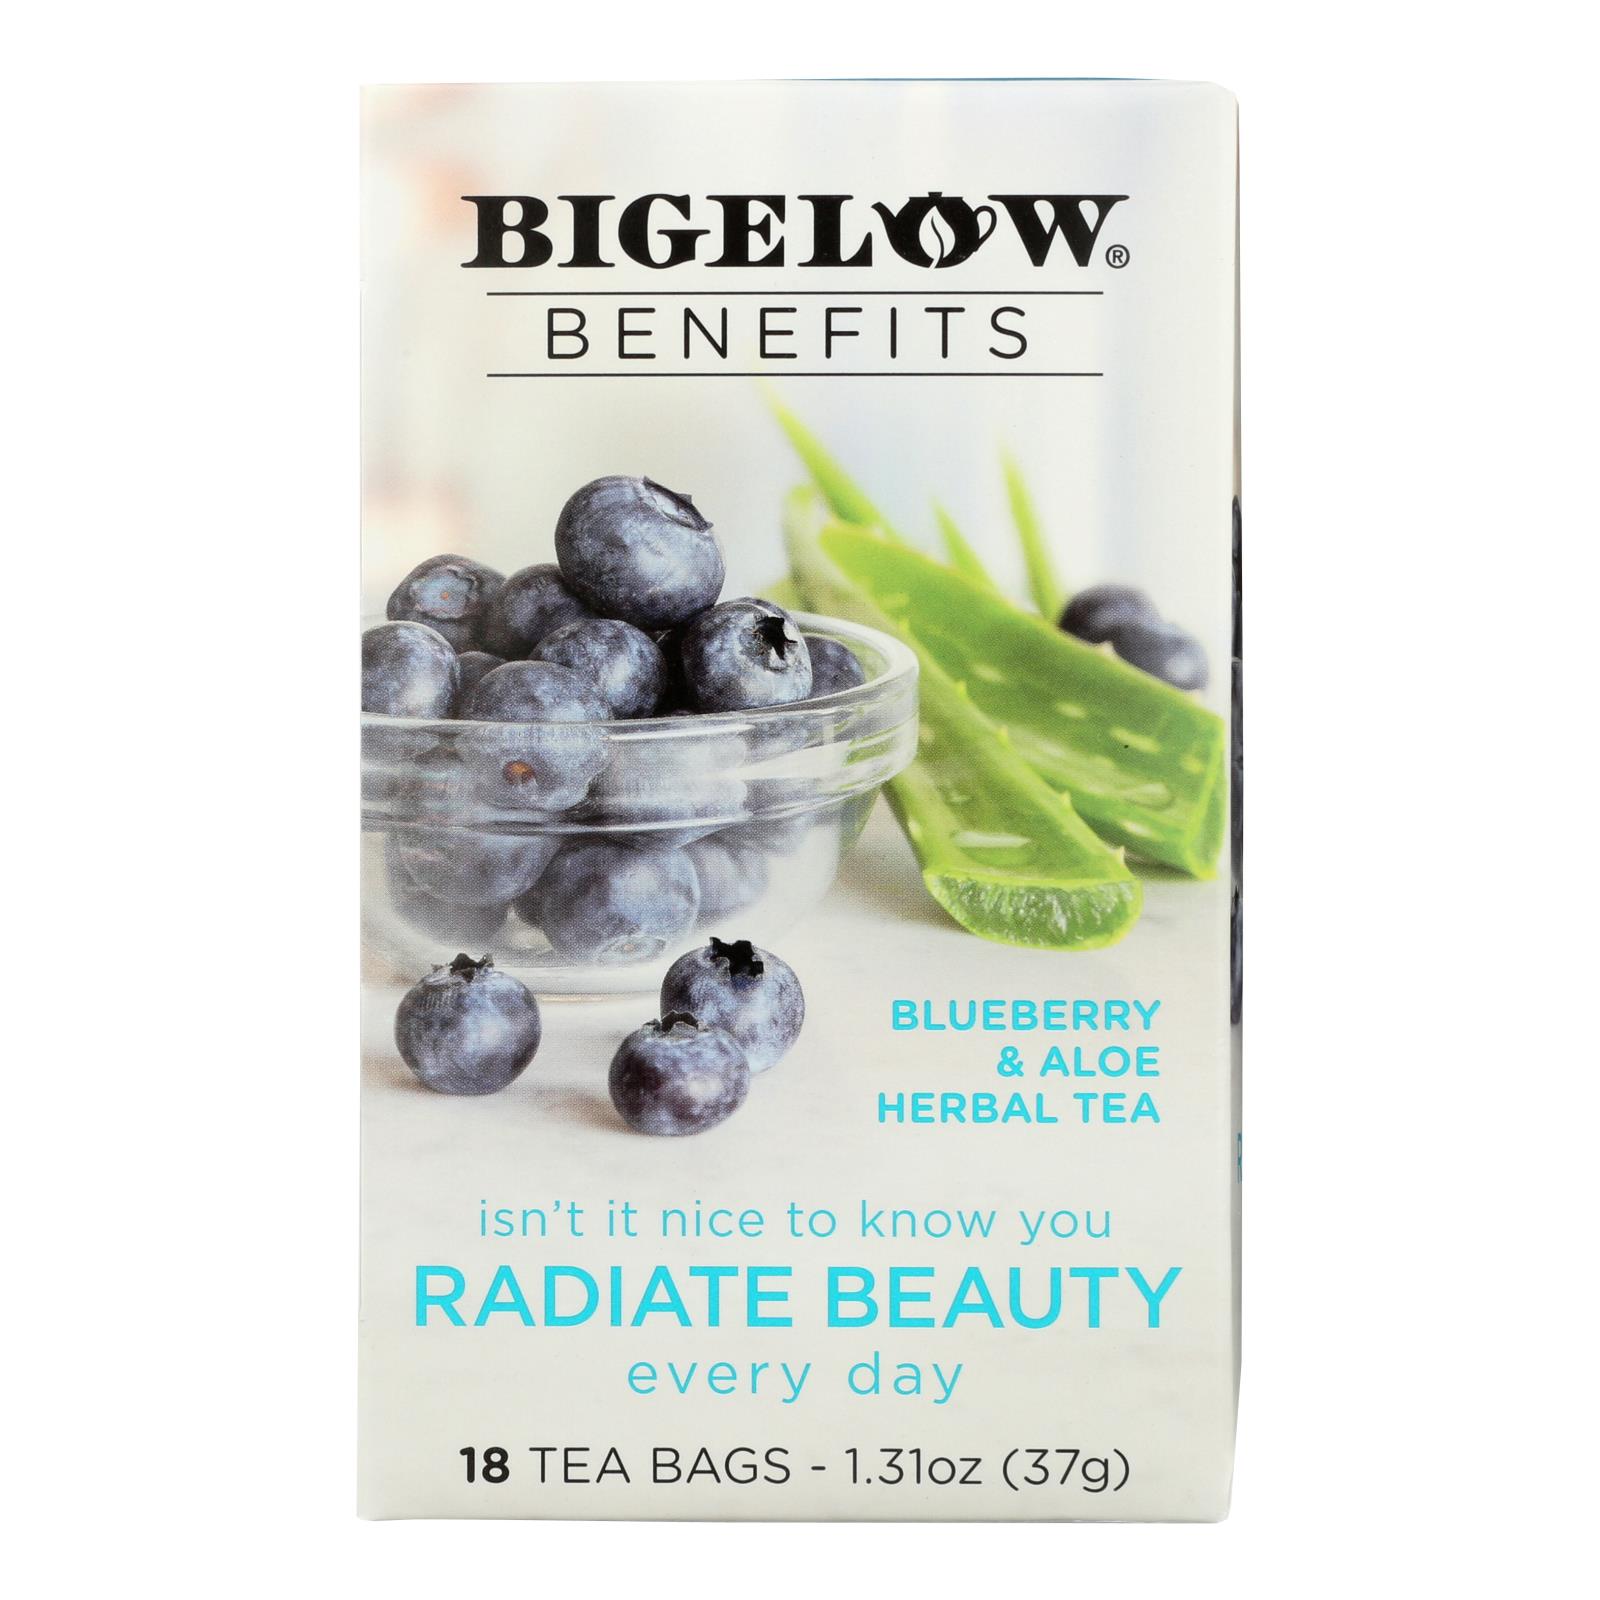 BIGELOW®
BENEFITS
BLUEBERRY
& ALOE
HERBAL TEA
isn't it nice to know you
RADIATE BEAUTY
every day
18 TEA BAGS - 1.31oz (37g)